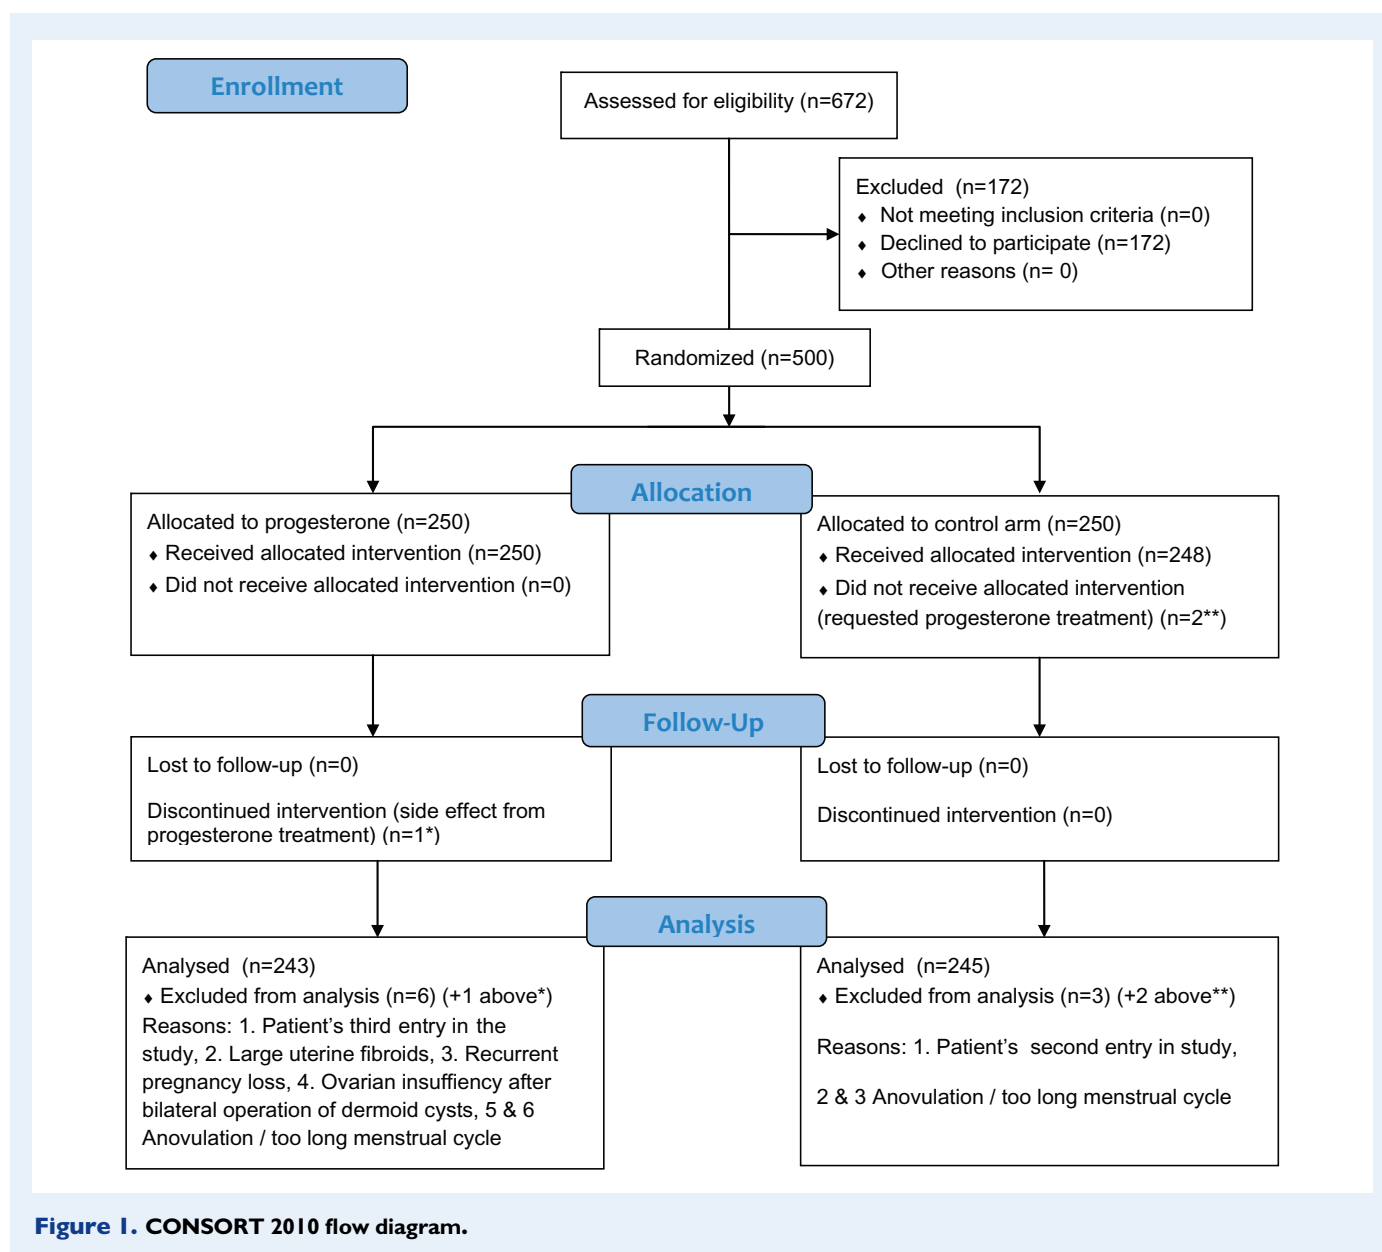 Enrollment
Assessed for eligibility (n=672)
Excluded (n=172)
♦ Not meeting inclusion criteria (n=0)
♦ Declined to participate (n=172)
♦ Other reasons (n= 0)
Randomized (n=500)
Allocation
Allocated to progesterone (n=250)
♦ Received allocated intervention (n=250)
♦ Did not receive allocated intervention (n=0)
Allocated to control arm (n=250)
♦ Received allocated intervention (n=248)
♦ Did not receive allocated intervention
(requested progesterone treatment) (n=2**)
Follow-Up
Lost to follow-up (n=0)
Discontinued intervention (side effect from
progesterone treatment) (n=1*)
Lost to follow-up (n=0)
Discontinued intervention (n=0)
Analysis
Analysed (n=243)
♦ Excluded from analysis (n=6) (+1 above*)
Reasons: 1. Patient's third entry in the
study, 2. Large uterine fibroids, 3. Recurrent
pregnancy loss, 4. Ovarian insuffiency after
bilateral operation of dermoid cysts, 5 & 6
Anovulation / too long menstrual cycle
Analysed (n=245)
♦ Excluded from analysis (n=3) (+2 above**)
Reasons: 1. Patient's second entry in study,
2 & 3 Anovulation / too long menstrual cycle
Figure 1. CONSORT 2010 flow diagram.